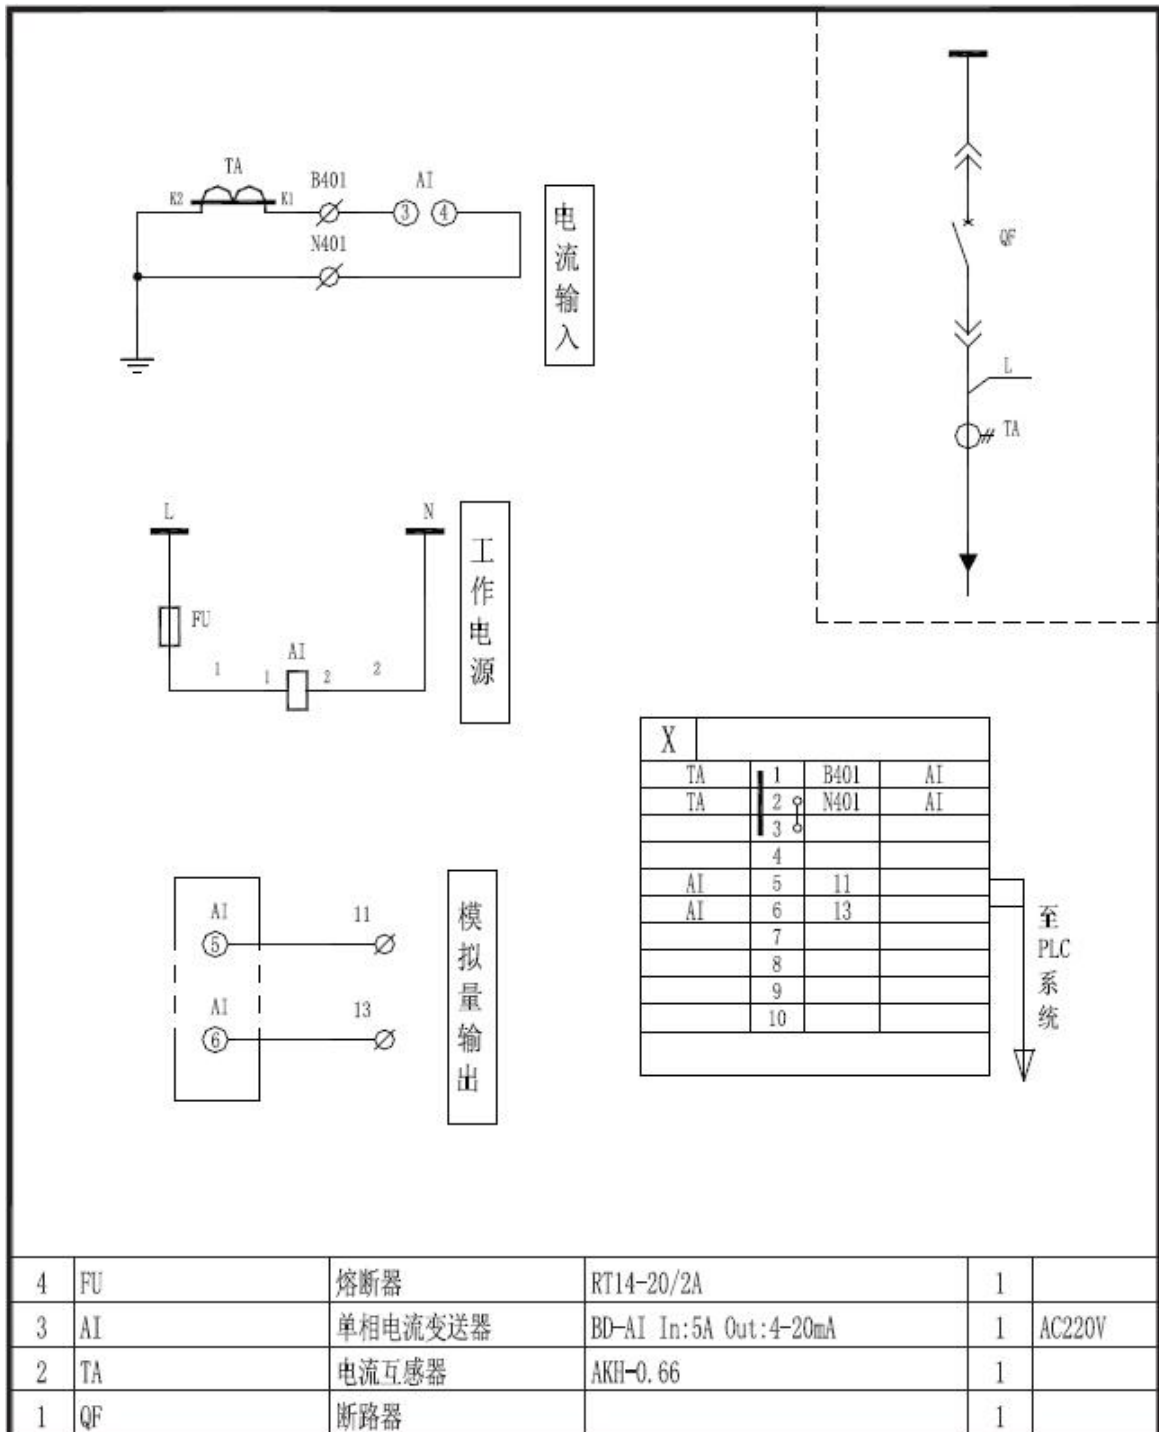 TA
K2
K1
B401
AI
3
4
N401
电流输入
QF
L
TA
L
N
FU
1
AI
1
2
2
工作电源
X
TA 1 B401 AI
TA 2 N401 AI
3
4
AI 5 11
AI 6 13
7
8
9
10
至PLC系统
AI
5
11
AI
6
13
模拟量输出
4 FU 熔断器 RT14-20/2A 1
3 AI 单相电流变送器 BD-AI In:5A Out:4-20mA 1 AC220V
2 TA 电流互感器 AKH-0.66 1
1 QF 断路器 1